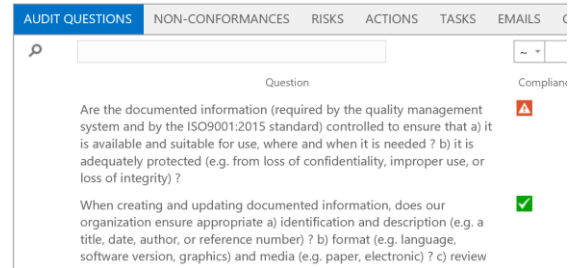 AUDIT QUESTIONS NON-CONFORMANCES RISKS ACTIONS TASKS EMAILS
~
Question Complianc
Are the documented information (required by the quality management
system and by the ISO9001:2015 standard) controlled to ensure that a) it
is available and suitable for use, where and when it is needed ? b) it is
adequately protected (e.g. from loss of confidentiality, improper use, or
loss of integrity) ?
When creating and updating documented information, does our
organization ensure appropriate a) identification and description (e.g. a
title, date, author, or reference number) ? b) format (e.g. language,
software version, graphics) and media (e.g. paper, electronic) ? c) review